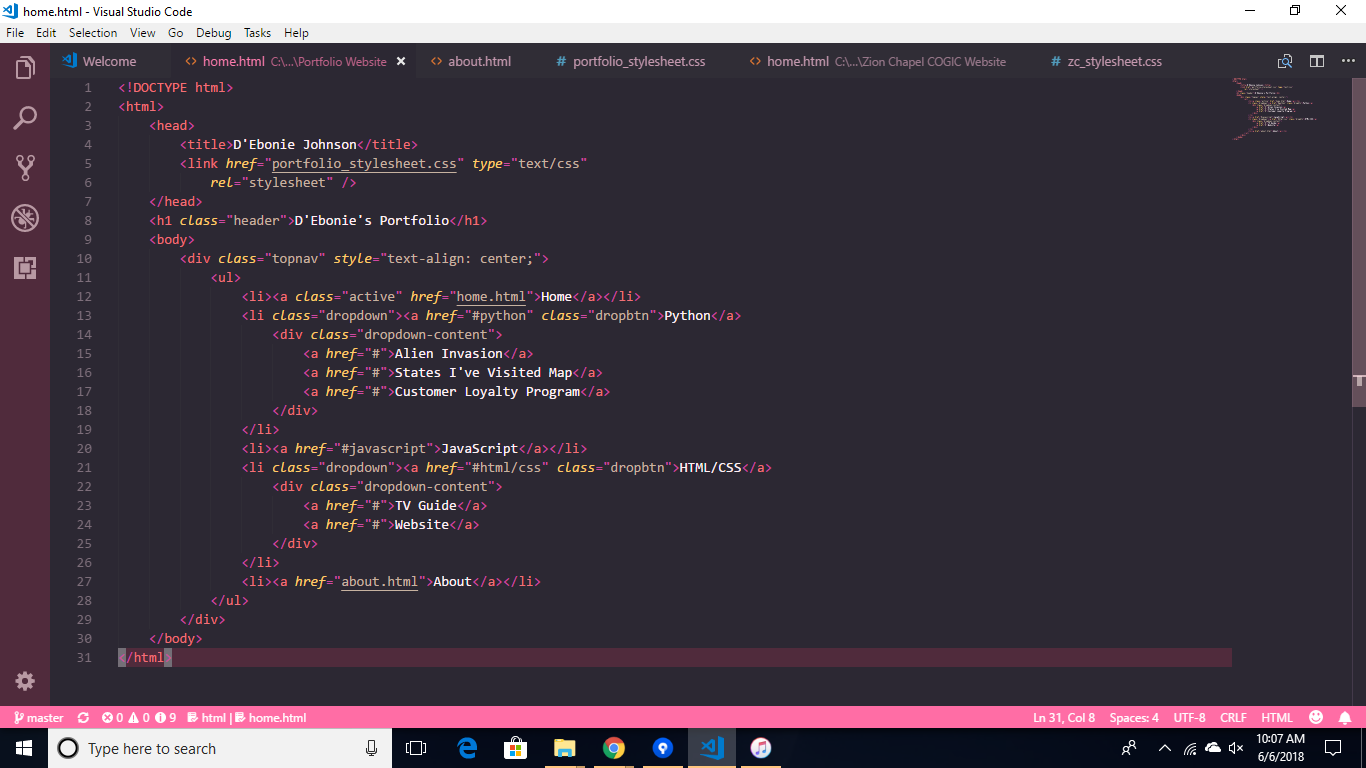 home.html - Visual Studio Code
File Edit Selection View Go Debug Tasks Help
Welcome home.html C:\...\Portfolio Website about.html # portfolio_stylesheet.css home.html C:\...\Zion Chapel COGIC Website # zc_stylesheet.css
1 <!DOCTYPE html>
2 <html>
3 <head>
4 <title>D'Ebonie Johnson</title>
5 <link href="portfolio_stylesheet.css" type="text/css"
6 rel="stylesheet" />
7 </head>
8 <h1 class="header">D'Ebonie's Portfolio</h1>
9 <body>
10 <div class="topnav" style="text-align: center;">
11 <ul>
12 <li><a class="active" href="home.html">Home</a></li>
13 <li class="dropdown"><a href="#python" class="dropbtn">Python</a>
14 <div class="dropdown-content">
15 <a href="#">Alien Invasion</a>
16 <a href="#">States I've Visited Map</a>
17 <a href="#">Customer Loyalty Program</a>
18 </div>
19 </li>
20 <li><a href="#javascript">JavaScript</a></li>
21 <li class="dropdown"><a href="#html/css" class="dropbtn">HTML/CSS</a>
22 <div class="dropdown-content">
23 <a href="#">TV Guide</a>
24 <a href="#">Website</a>
25 </div>
26 </li>
27 <li><a href="about.html">About</a></li>
28 </ul>
29 </div>
30 </body>
31 </html>
master 0 0 9 html | home.html Ln 31, Col 8 Spaces: 4 UTF-8 CRLF HTML
Type here to search
10:07 AM
6/6/2018